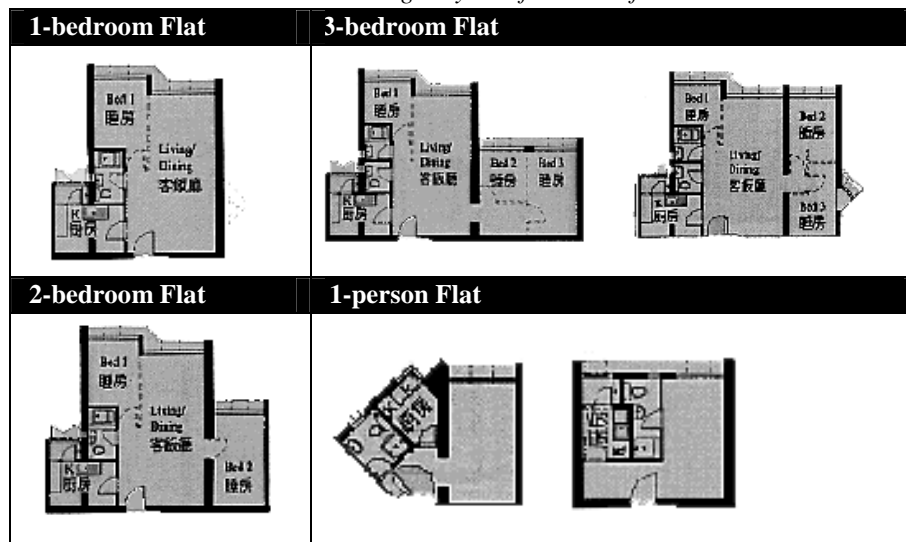 1-bedroom Flat
3-bedroom Flat
Bed 1
睡房
Living/
Dining
客飯廳
K
廚房
Bed 1
睡房
Living/
Dining
客飯廳
K
廚房
Bed 2
睡房
Bed 3
睡房
Bed 1
睡房
Living/
Dining
客飯廳
K
廚房
Bed 2
睡房
Bed 3
睡房
2-bedroom Flat
1-person Flat
Bed 1
睡房
Living/
Dining
客飯廳
K
廚房
Bed 2
睡房
廚房